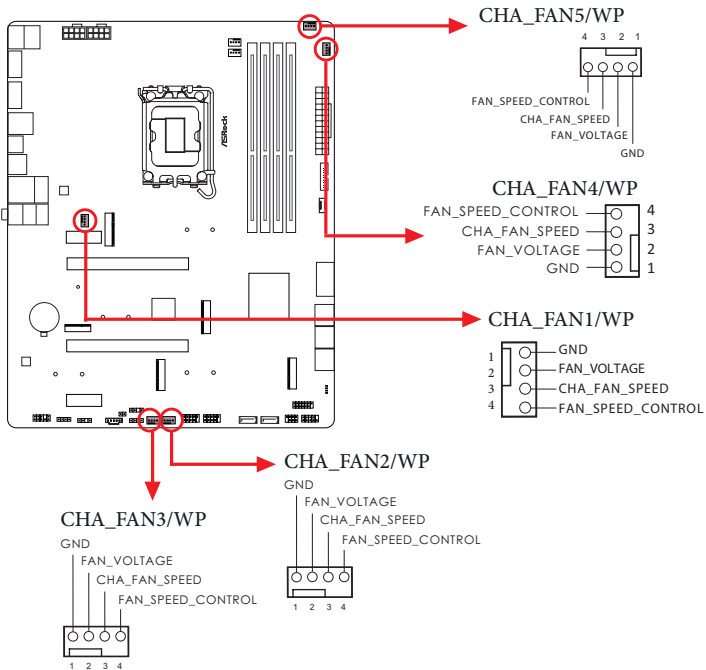 CHA_FAN5/WP
4 3 2 1
FAN_SPEED_CONTROL
CHA_FAN_SPEED
FAN_VOLTAGE
GND
ASRock
CHA_FAN4/WP
FAN_SPEED_CONTROL 4
CHA_FAN_SPEED 3
FAN_VOLTAGE 2
GND 1
CHA_FAN1/WP
1 GND
2 FAN_VOLTAGE
3 CHA_FAN_SPEED
4 FAN_SPEED_CONTROL
CHA_FAN2/WP
GND
FAN_VOLTAGE
CHA_FAN_SPEED
FAN_SPEED_CONTROL
1 2 3 4
CHA_FAN3/WP
GND
FAN_VOLTAGE
CHA_FAN_SPEED
FAN_SPEED_CONTROL
1 2 3 4